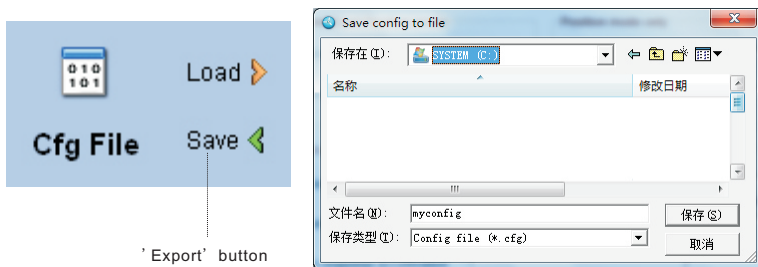 010
101
Load
Cfg File
Save
'Export' button
Save config to file
保存在(I):
SYSTEM (C:)
名称
修改日期
文件名(N):
myconfig
保存(S)
保存类型(T):
Config file (*.cfg)
取消